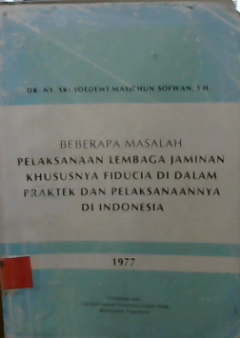 DR. NY. SRI SOEDEWI MASJCHUN SOFWAN, S.H.
BEBERAPA MASALAH
PELAKSANAAN LEMBAGA JAMINAN
KHUSUSNYA FIDUCIA DI DALAM
PRAKTEK DAN PELAKSANAANNYA
DI INDONESIA
1977